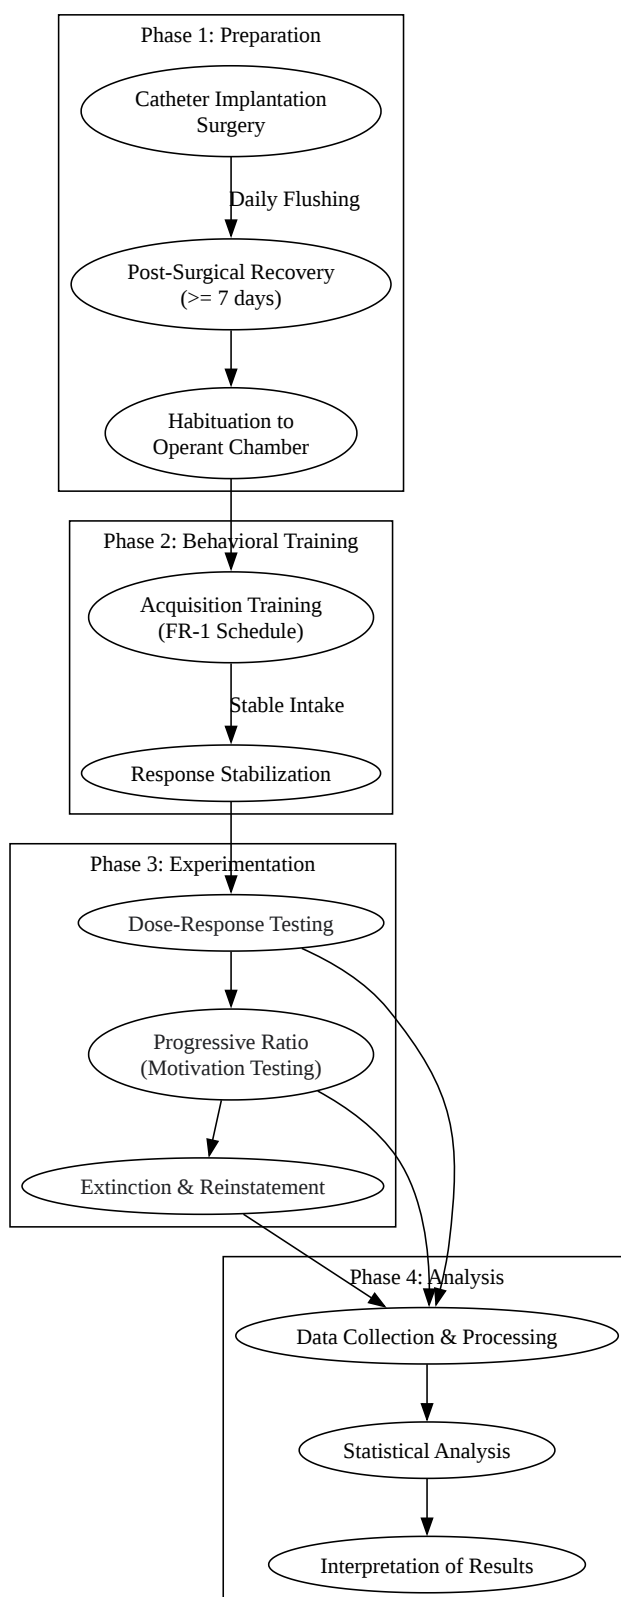 Phase 1: Preparation
Catheter Implantation
Surgery
Daily Flushing
Post-Surgical Recovery
(>= 7 days)
Habituation to
Operant Chamber
Phase 2: Behavioral Training
Acquisition Training
(FR-1 Schedule)
Stable Intake
Response Stabilization
Phase 3: Experimentation
Dose-Response Testing
Progressive Ratio
(Motivation Testing)
Extinction & Reinstatement
Phase 4: Analysis
Data Collection & Processing
Statistical Analysis
Interpretation of Results